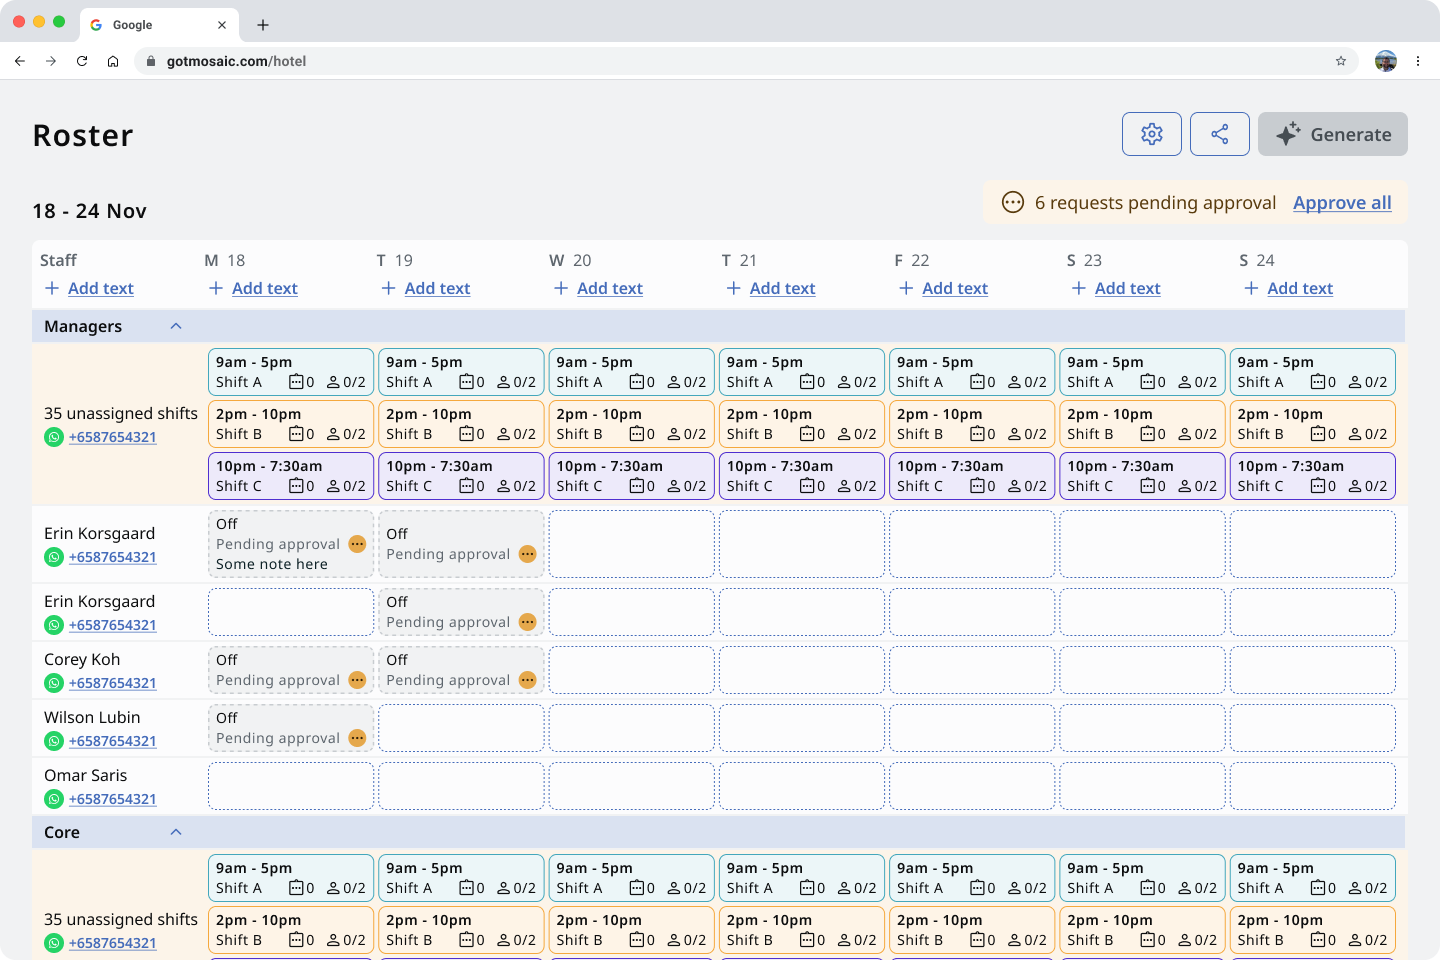 Google
gotmosaic.com/hotel
Roster
Generate
18 - 24 Nov
6 requests pending approval Approve all
Staff M 18 T 19 W 20 T 21 F 22 S 23 S 24
Add text Add text Add text Add text Add text Add text Add text Add text
Managers
9am - 5pm 9am - 5pm 9am - 5pm 9am - 5pm 9am - 5pm 9am - 5pm 9am - 5pm
Shift A 0 0/2 Shift A 0 0/2 Shift A 0 0/2 Shift A 0 0/2 Shift A 0 0/2 Shift A 0 0/2 Shift A 0 0/2
35 unassigned shifts 2pm - 10pm 2pm - 10pm 2pm - 10pm 2pm - 10pm 2pm - 10pm 2pm - 10pm 2pm - 10pm
+6587654321 Shift B 0 0/2 Shift B 0 0/2 Shift B 0 0/2 Shift B 0 0/2 Shift B 0 0/2 Shift B 0 0/2 Shift B 0 0/2
10pm - 7:30am 10pm - 7:30am 10pm - 7:30am 10pm - 7:30am 10pm - 7:30am 10pm - 7:30am 10pm - 7:30am
Shift C 0 0/2 Shift C 0 0/2 Shift C 0 0/2 Shift C 0 0/2 Shift C 0 0/2 Shift C 0 0/2 Shift C 0 0/2
Erin Korsgaard Off Off
+6587654321 Pending approval Pending approval
Some note here
Erin Korsgaard Off
+6587654321 Pending approval
Corey Koh Off Off
+6587654321 Pending approval Pending approval
Wilson Lubin Off
+6587654321 Pending approval
Omar Saris
+6587654321
Core
9am - 5pm 9am - 5pm 9am - 5pm 9am - 5pm 9am - 5pm 9am - 5pm 9am - 5pm
Shift A 0 0/2 Shift A 0 0/2 Shift A 0 0/2 Shift A 0 0/2 Shift A 0 0/2 Shift A 0 0/2 Shift A 0 0/2
35 unassigned shifts 2pm - 10pm 2pm - 10pm 2pm - 10pm 2pm - 10pm 2pm - 10pm 2pm - 10pm 2pm - 10pm
+6587654321 Shift B 0 0/2 Shift B 0 0/2 Shift B 0 0/2 Shift B 0 0/2 Shift B 0 0/2 Shift B 0 0/2 Shift B 0 0/2